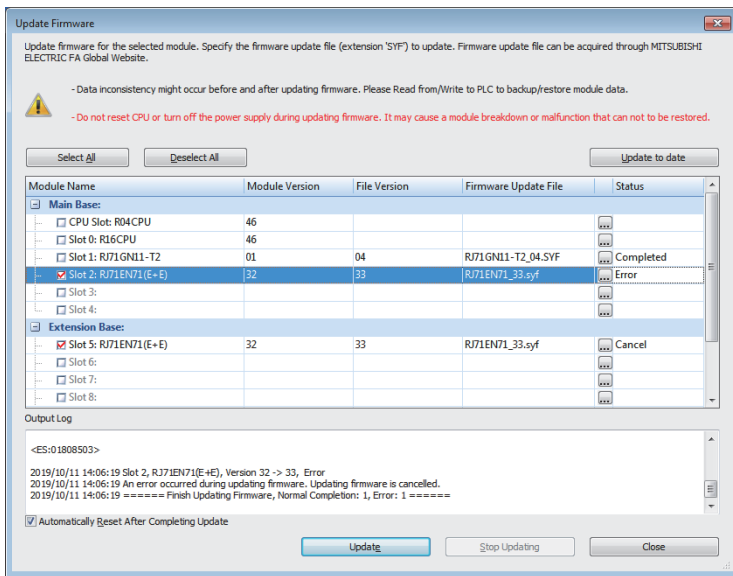 Update Firmware
Update firmware for the selected module. Specify the firmware update file (extension 'SYF') to update. Firmware update file can be acquired through MITSUBISHI
ELECTRIC FA Global Website.
- Data inconsistency might occur before and after updating firmware. Please Read from/Write to PLC to backup/restore module data.
- Do not reset CPU or turn off the power supply during updating firmware. It may cause a module breakdown or malfunction that can not to be restored.
Select All Deselect All Update to date
Module Name Module Version File Version Firmware Update File Status
Main Base:
CPU Slot: R04CPU 46 ...
Slot 0: R16CPU 46 ...
Slot 1: RJ71GN11-T2 01 04 RJ71GN11-T2_04.SYF ... Completed
Slot 2: RJ71EN71(E+E) 32 33 RJ71EN71_33.syf ... Error
Slot 3: ...
Slot 4: ...
Extension Base:
Slot 5: RJ71EN71(E+E) 32 33 RJ71EN71_33.syf ... Cancel
Slot 6: ...
Slot 7: ...
Slot 8: ...
Output Log
<ES:01808503>
2019/10/11 14:06:19 Slot 2, RJ71EN71(E+E), Version 32 -> 33, Error
2019/10/11 14:06:19 An error occurred during updating firmware. Updating firmware is cancelled.
2019/10/11 14:06:19 ====== Finish Updating Firmware, Normal Completion: 1, Error: 1 ======
Automatically Reset After Completing Update
Update Stop Updating Close